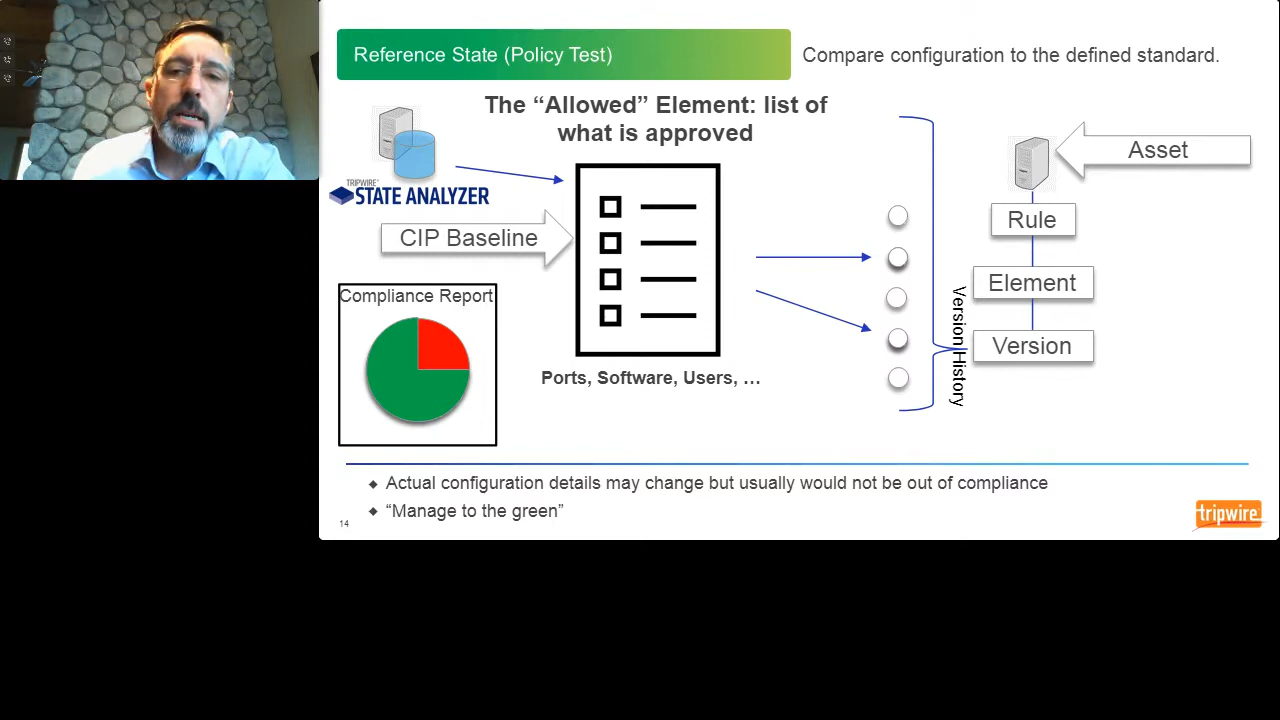 Reference State (Policy Test)
Compare configuration to the defined standard.
The “Allowed” Element: list of
what is approved
Asset
TRIPWIRE®
STATE ANALYZER
Rule
CIP Baseline
Element
Compliance Report
Version History
Version
Ports, Software, Users, …
Actual configuration details may change but usually would not be out of compliance
“Manage to the green”
14
tripwire